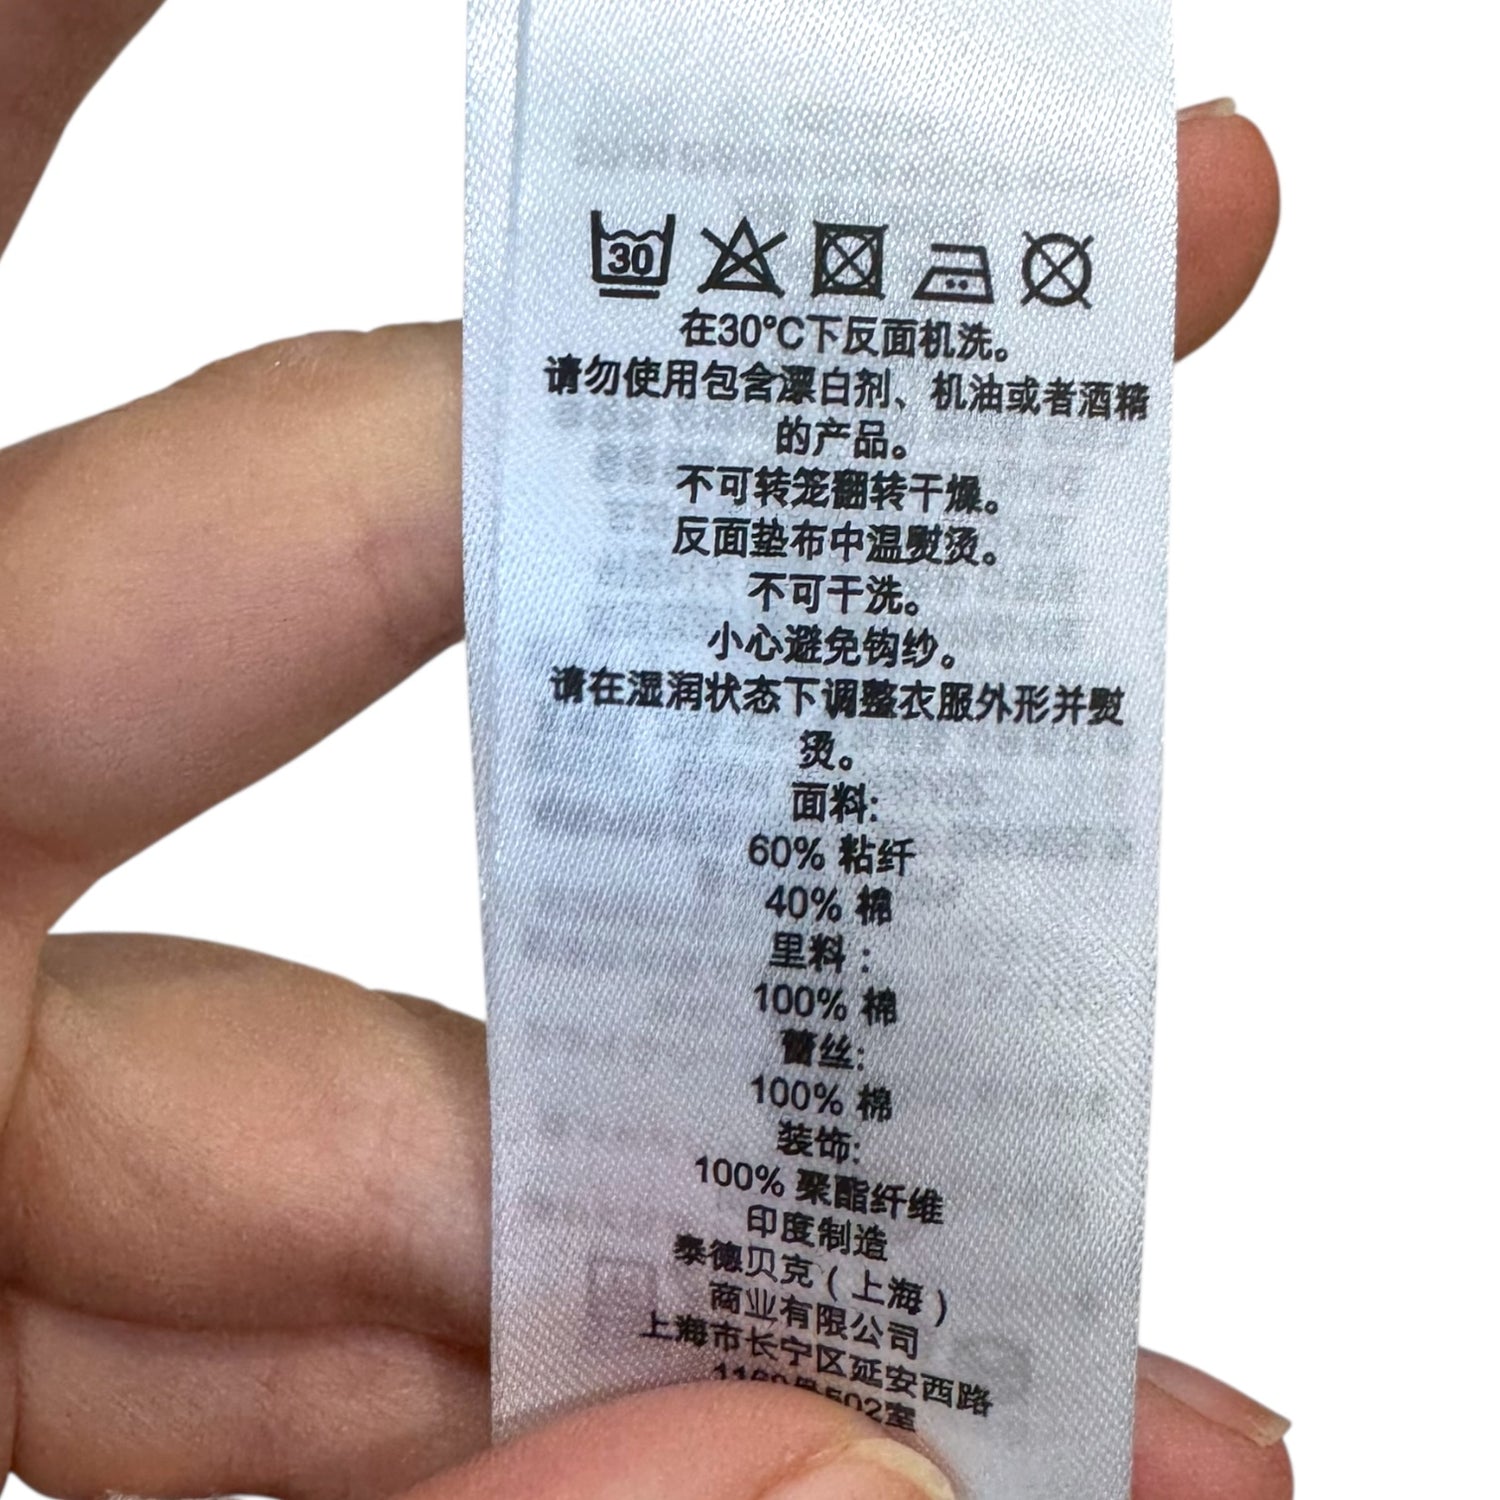 30
在30°C下反面机洗。
请勿使用包含漂白剂、机油或者酒精
的产品。
不可转笼翻转干燥。
反面垫布中温熨烫。
不可干洗。
小心避免钩纱。
请在湿润状态下调整衣服外形并熨
烫。
面料:
60% 粘纤
40% 棉
里料:
100% 棉
蕾丝:
100% 棉
装饰:
100% 聚酯纤维
印度制造
泰德贝克(上海)
商业有限公司
上海市长宁区延安西路
502室